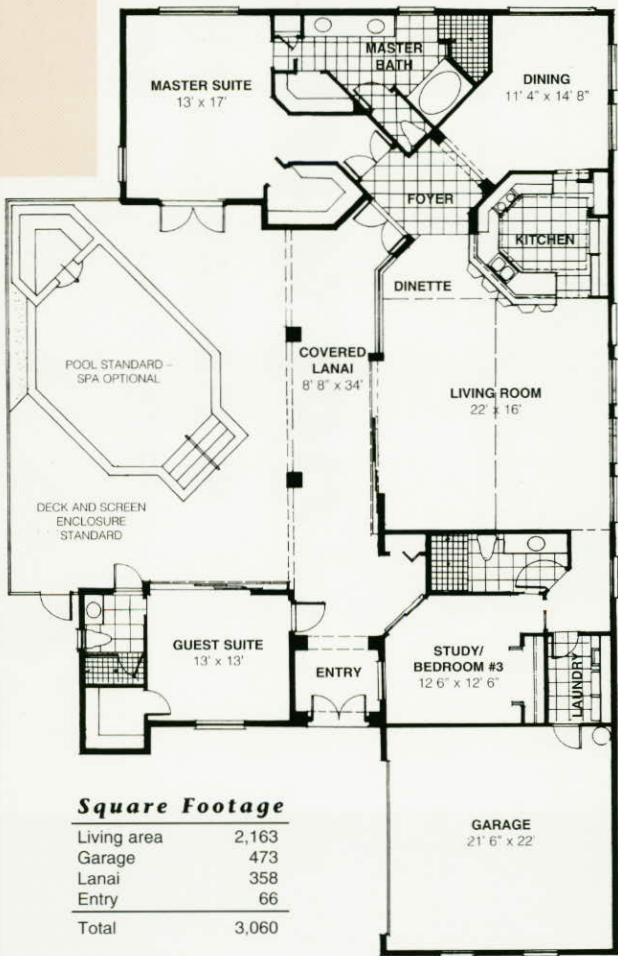 MASTER SUITE
13' x 17'
MASTER
BATH
DINING
11' 4" x 14' 8"
FOYER
KITCHEN
DINETTE
POOL STANDARD –
SPA OPTIONAL
COVERED
LANAI
8' 8" x 34'
LIVING ROOM
22' x 16'
DECK AND SCREEN
ENCLOSURE
STANDARD
GUEST SUITE
13' x 13'
ENTRY
STUDY/
BEDROOM #3
12 6" x 12' 6"
LAUNDRY
GARAGE
21' 6" x 22'
Square Footage
Living area 2,163
Garage 473
Lanai 358
Entry 66
Total 3,060